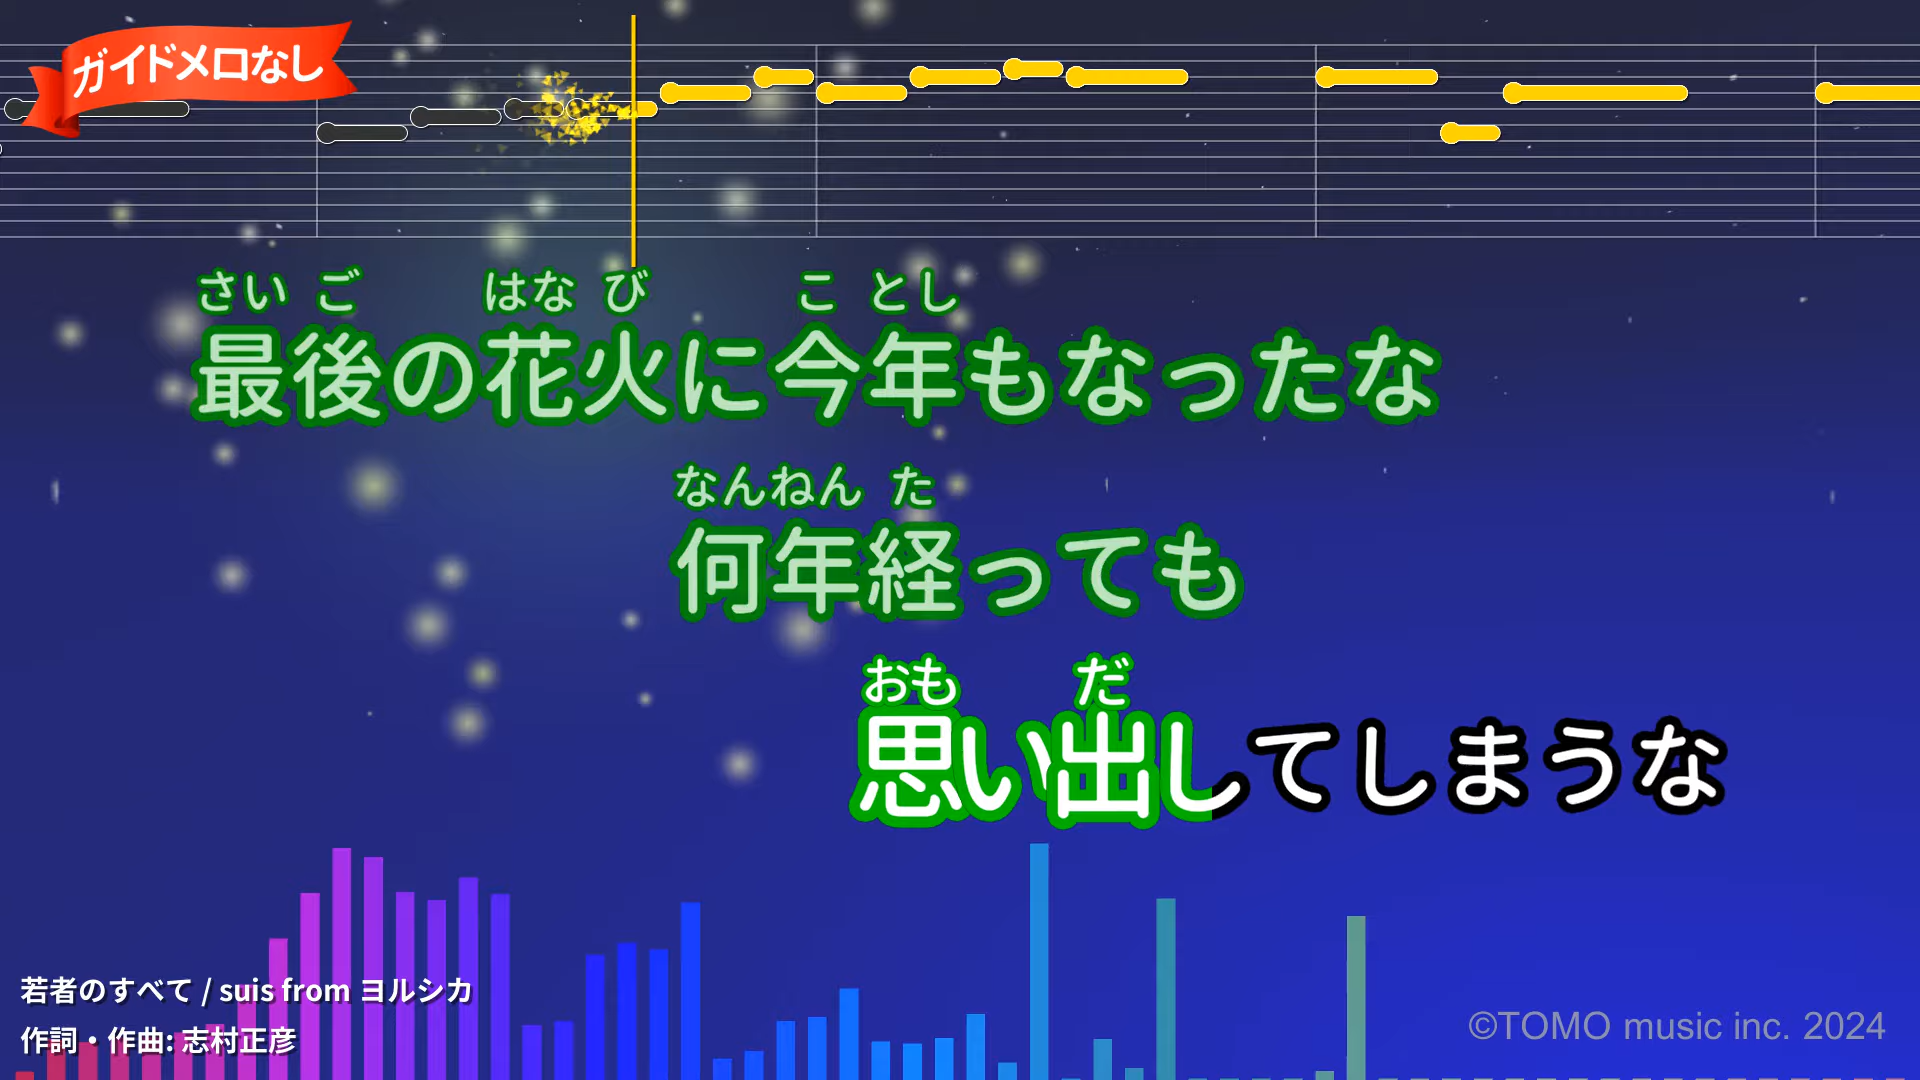 ガイドメロなし
さいご はなび ことし
最後の花火に今年もなったな
なんねん た
何年経っても
おも だ
思い出してしまうな
若者のすべて / suis from ヨルシカ
作詞・作曲: 志村正彦
©TOMO music inc. 2024